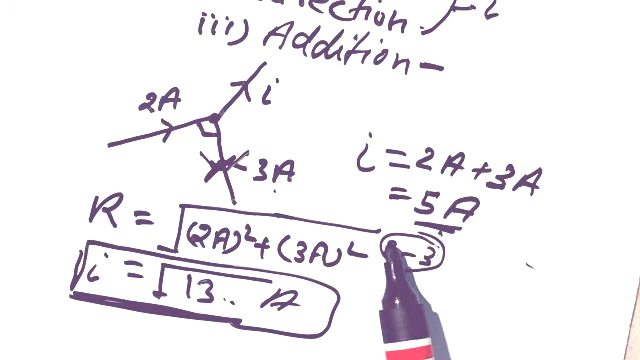 i
iii) Addition –
2A
i
3A
i = 2A + 3A
= 5A
R = √(2A)² + (3A)²
i = √13.. A